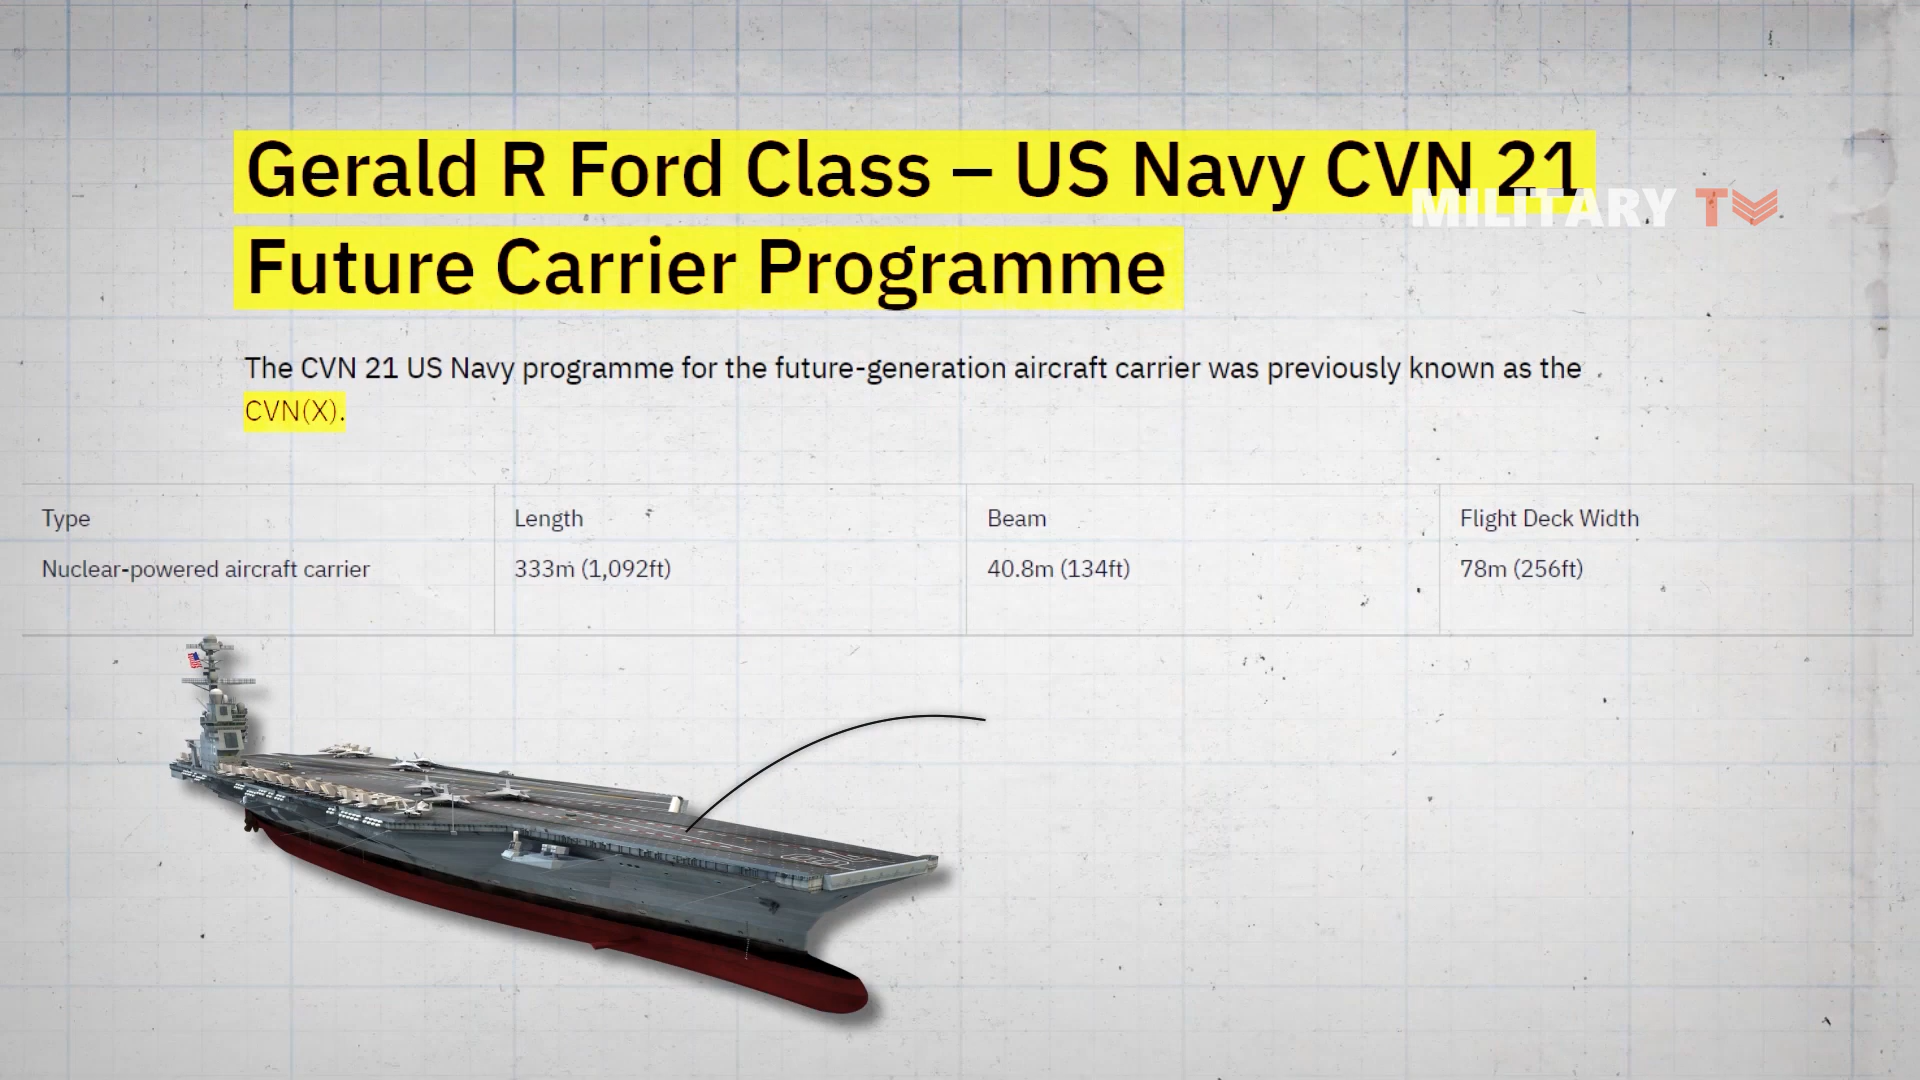 Gerald R Ford Class – US Navy CVN 21
MILITARY TV
Future Carrier Programme
The CVN 21 US Navy programme for the future-generation aircraft carrier was previously known as the
CVN(X).
Type
Length
Beam
Flight Deck Width
Nuclear-powered aircraft carrier
333m (1,092ft)
40.8m (134ft)
78m (256ft)